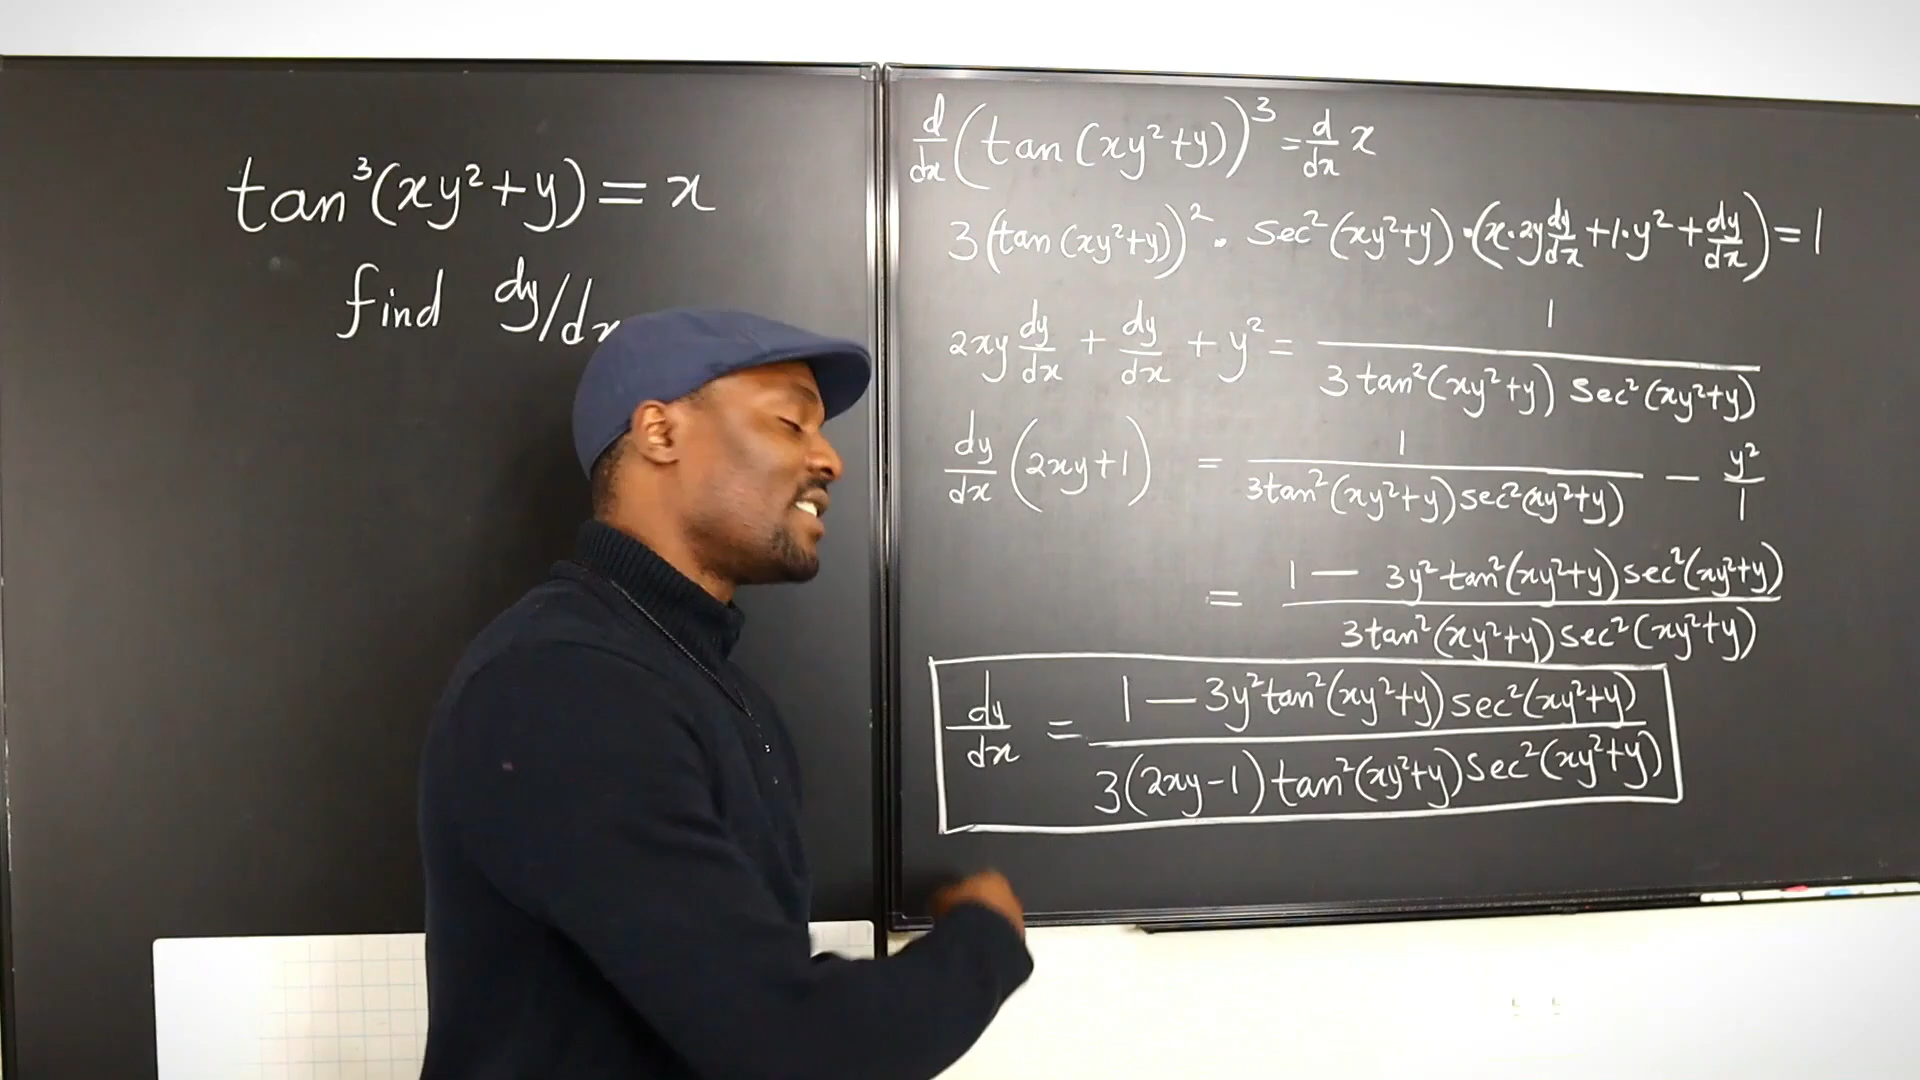 tan³(xy²+y) = x
find dy/dx
d/dx (tan (xy²+y))³ = d/dx x
3(tan (xy²+y))² · sec²(xy²+y) · (x·2y dy/dx + 1·y² + dy/dx) = 1
2xy dy/dx + dy/dx + y² = 1 / 3 tan²(xy²+y) sec²(xy²+y)
dy/dx (2xy+1) = 1 / 3tan²(xy²+y) sec²(xy²+y) − y²/1
= 1 − 3y² tan²(xy²+y) sec²(xy²+y) / 3tan²(xy²+y) sec²(xy²+y)
dy/dx = 1 − 3y² tan²(xy²+y) sec²(xy²+y) / 3(2xy−1) tan²(xy²+y) sec²(xy²+y)